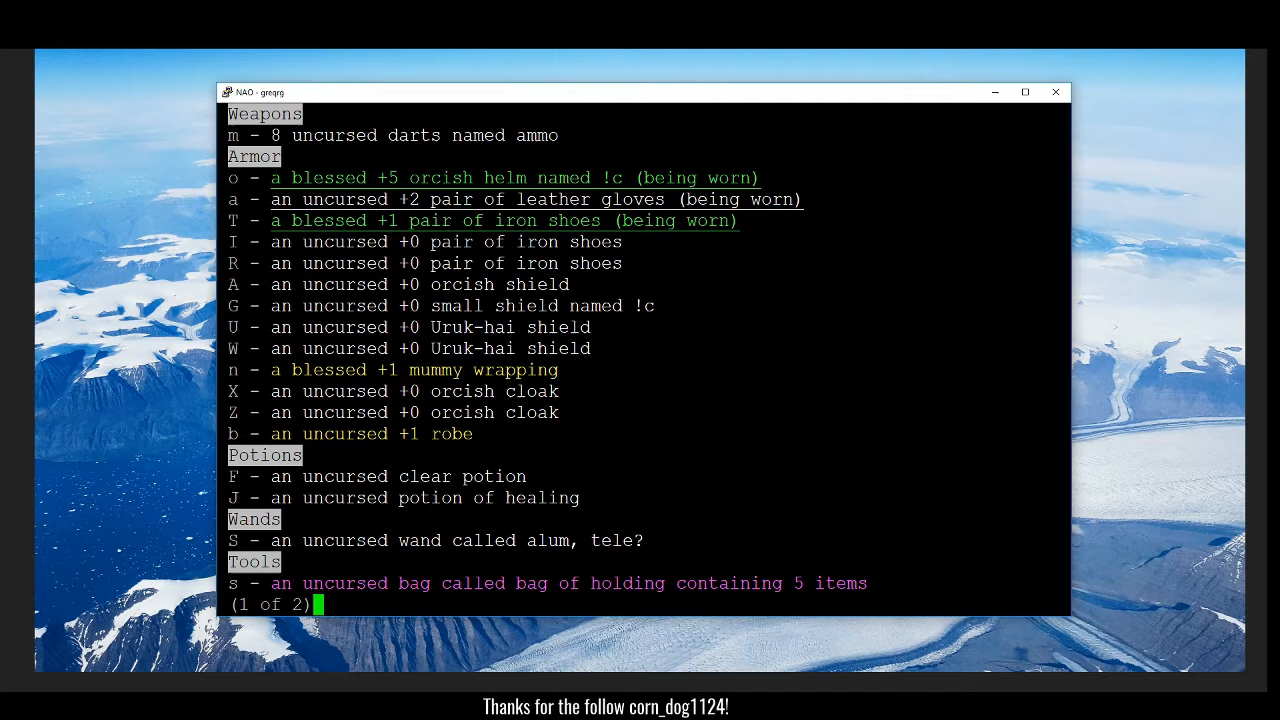 NAO - greqrg
Weapons
m - 8 uncursed darts named ammo
Armor
o - a blessed +5 orcish helm named !c (being worn)
a - an uncursed +2 pair of leather gloves (being worn)
T - a blessed +1 pair of iron shoes (being worn)
I - an uncursed +0 pair of iron shoes
R - an uncursed +0 pair of iron shoes
A - an uncursed +0 orcish shield
G - an uncursed +0 small shield named !c
U - an uncursed +0 Uruk-hai shield
W - an uncursed +0 Uruk-hai shield
n - a blessed +1 mummy wrapping
X - an uncursed +0 orcish cloak
Z - an uncursed +0 orcish cloak
b - an uncursed +1 robe
Potions
F - an uncursed clear potion
J - an uncursed potion of healing
Wands
S - an uncursed wand called alum, tele?
Tools
s - an uncursed bag called bag of holding containing 5 items
(1 of 2)
Thanks for the follow corn_dog1124!